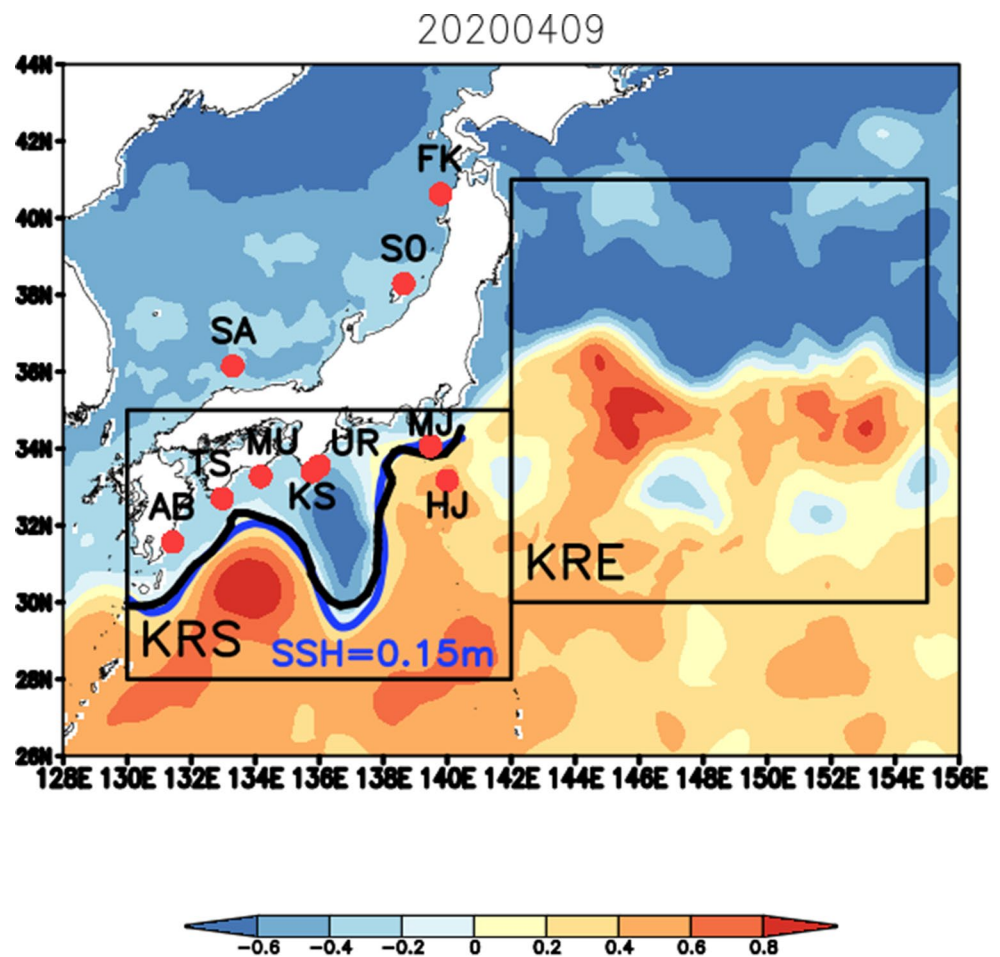 20200409
44N
42N
FK
40N
SO
38N
SA
36N
MJ
34N
MU UR
TS
KS
AB
HJ
32N
KRE
30N
KRS
SSH=0.15m
28N
26N
128E 130E 132E 134E 136E 138E 140E 142E 144E 146E 148E 150E 152E 154E 156E
-0.6 -0.4 -0.2 0 0.2 0.4 0.6 0.8